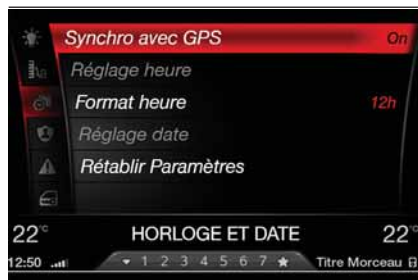 Synchro avec GPS On
Réglage heure
Format heure 12h
Réglage date
Rétablir Paramètres
22°c HORLOGE ET DATE 22°
12:50 1 2 3 4 5 6 7 Titre Morceau